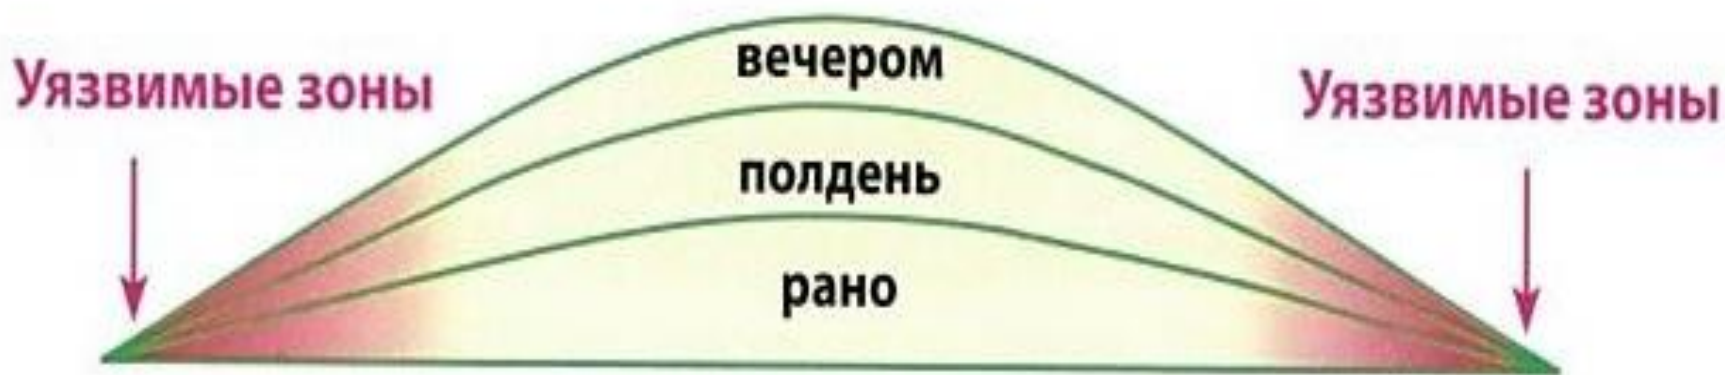 вечером
Уязвимые зоны
Уязвимые зоны
полдень
рано